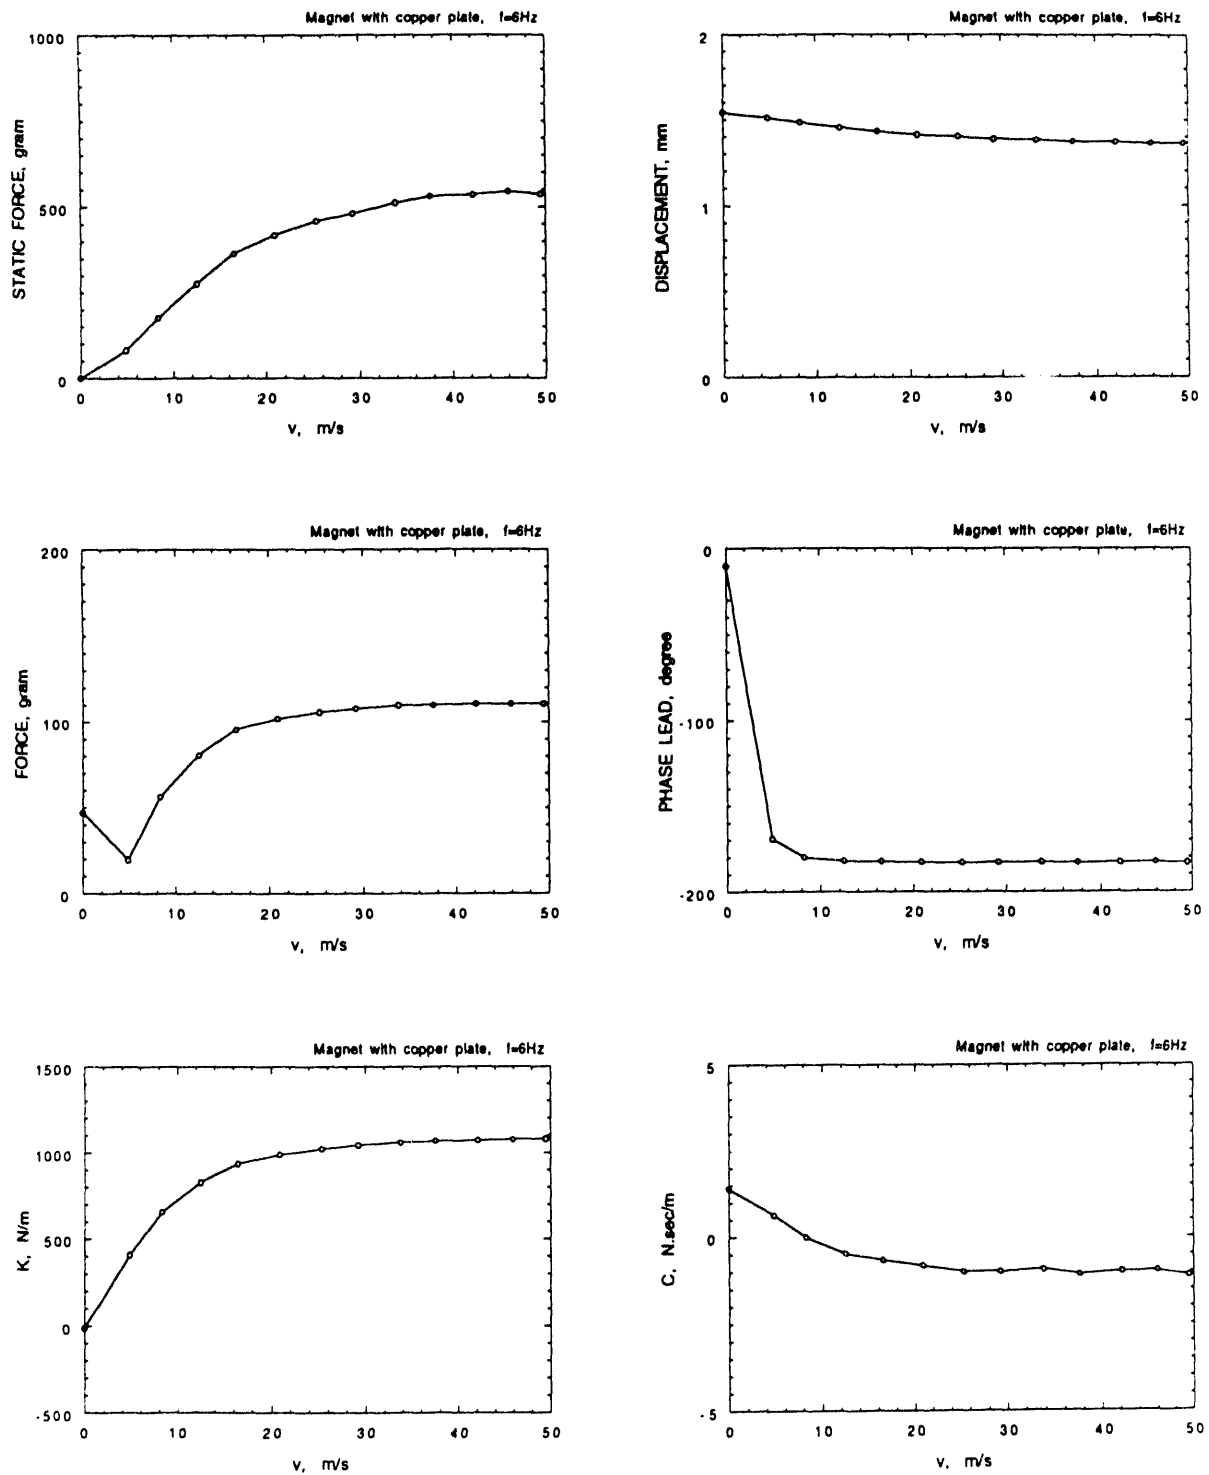 Magnet with copper plate, f=6Hz
1000
500
0
STATIC FORCE, gram
0 10 20 30 40 50
v, m/s
Magnet with copper plate, f=6Hz
2
1
0
DISPLACEMENT, mm
0 10 20 30 40 50
v, m/s
Magnet with copper plate, f=6Hz
200
100
0
FORCE, gram
0 10 20 30 40 50
v, m/s
Magnet with copper plate, f=6Hz
0
-100
-200
PHASE LEAD, degree
0 10 20 30 40 50
v, m/s
Magnet with copper plate, f=6Hz
1500
1000
500
0
-500
K, N/m
0 10 20 30 40 50
v, m/s
Magnet with copper plate, f=6Hz
5
0
-5
C, N.sec/m
0 10 20 30 40 50
v, m/s